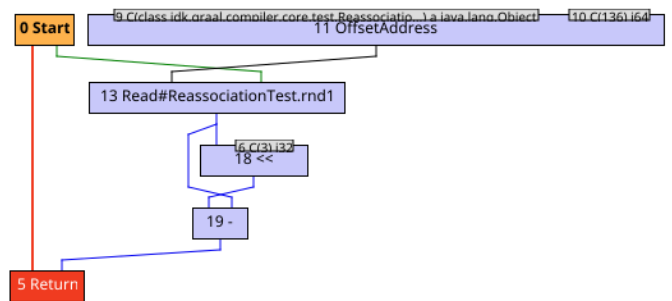 9 C(class jdk.graal.compiler.core.test.Reassociatio...) a java.lang.Object
10 C(136) i64
0 Start
11 OffsetAddress
13 Read#ReassociationTest.rnd1
6 C(3) i32
18 <<
19 -
5 Return